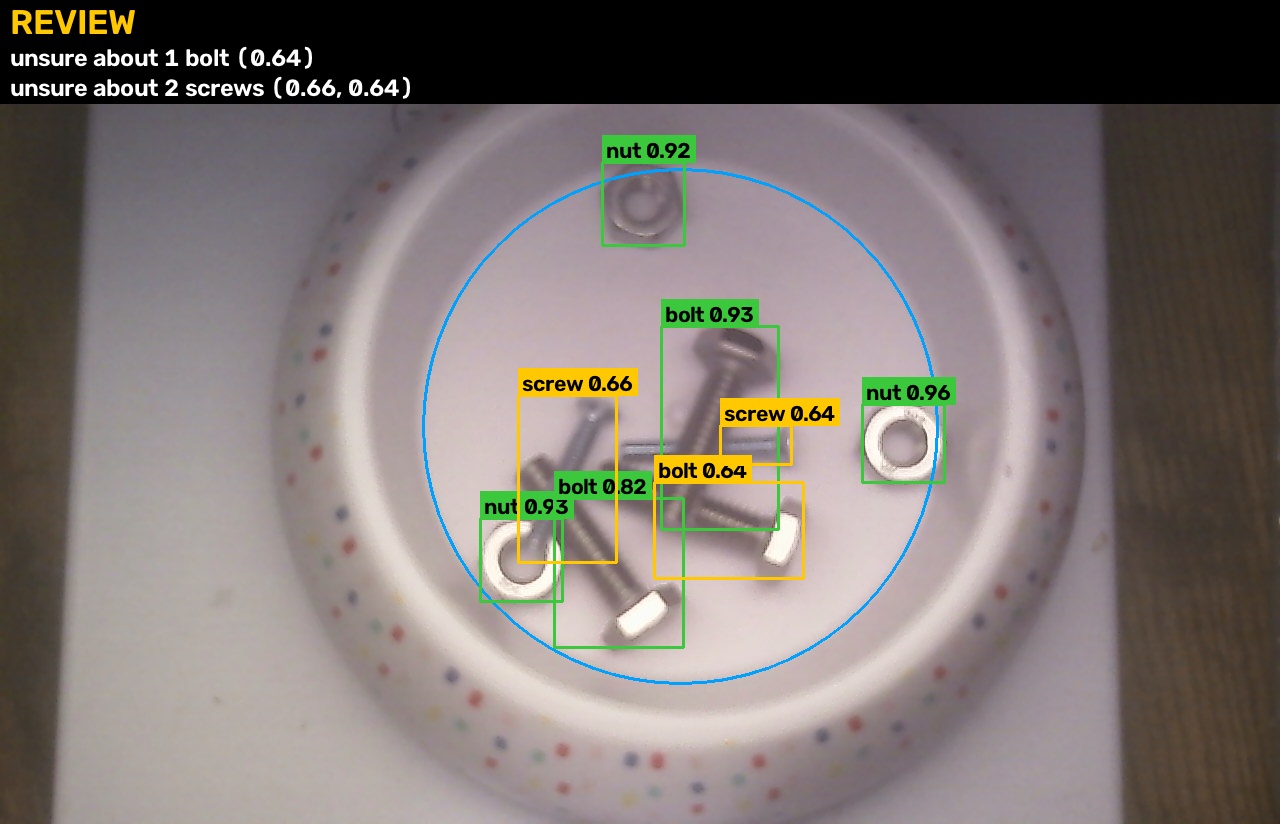 REVIEW
unsure about 1 bolt (0.64)
unsure about 2 screws (0.66, 0.64)
nut 0.92
bolt 0.93
screw 0.66
nut 0.96
screw 0.64
bolt 0.64
bolt 0.82
nut 0.93